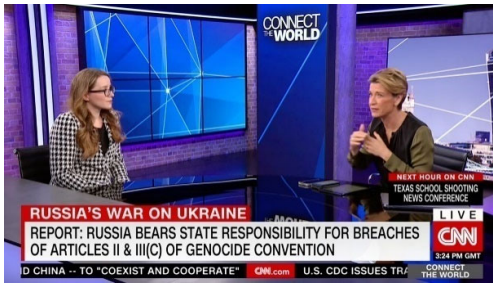 CONNECT
THE WORLD
NEXT HOUR ON CNN
TEXAS SCHOOL SHOOTING
NEWS CONFERENCE
RUSSIA'S WAR ON UKRAINE
REPORT: RUSSIA BEARS STATE RESPONSIBILITY FOR BREACHES
OF ARTICLES II & III(C) OF GENOCIDE CONVENTION
LIVE
CNN
3:24 PM GMT
D CHINA -- TO "COEXIST AND COOPERATE" CNN.com U.S. CDC ISSUES TRA
CONNECT
THE WORLD